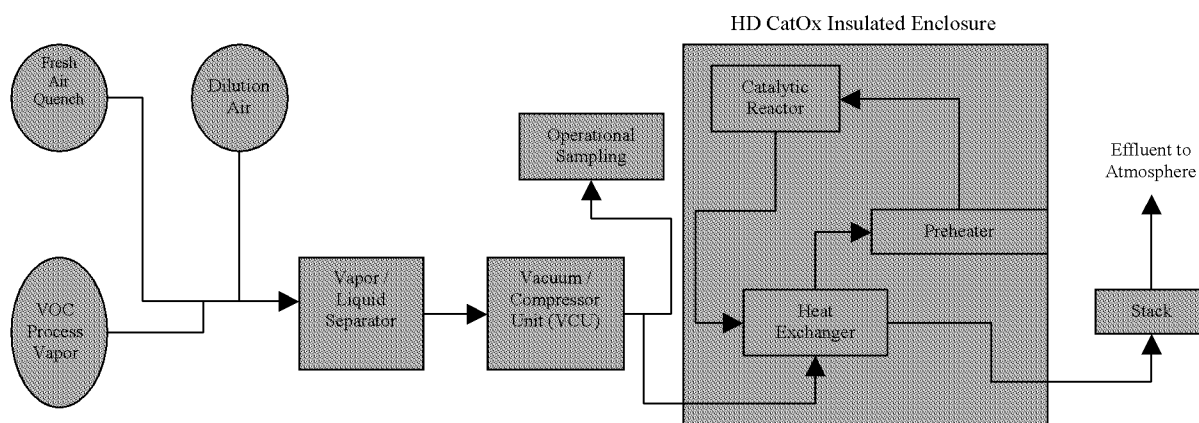 HD CatOx Insulated Enclosure
Fresh
Air
Quench
Dilution
Air
Catalytic
Reactor
Operational
Sampling
Effluent to
Atmosphere
Preheater
VOC
Process
Vapor
Vapor /
Liquid
Separator
Vacuum /
Compressor
Unit (VCU)
Heat
Exchanger
Stack